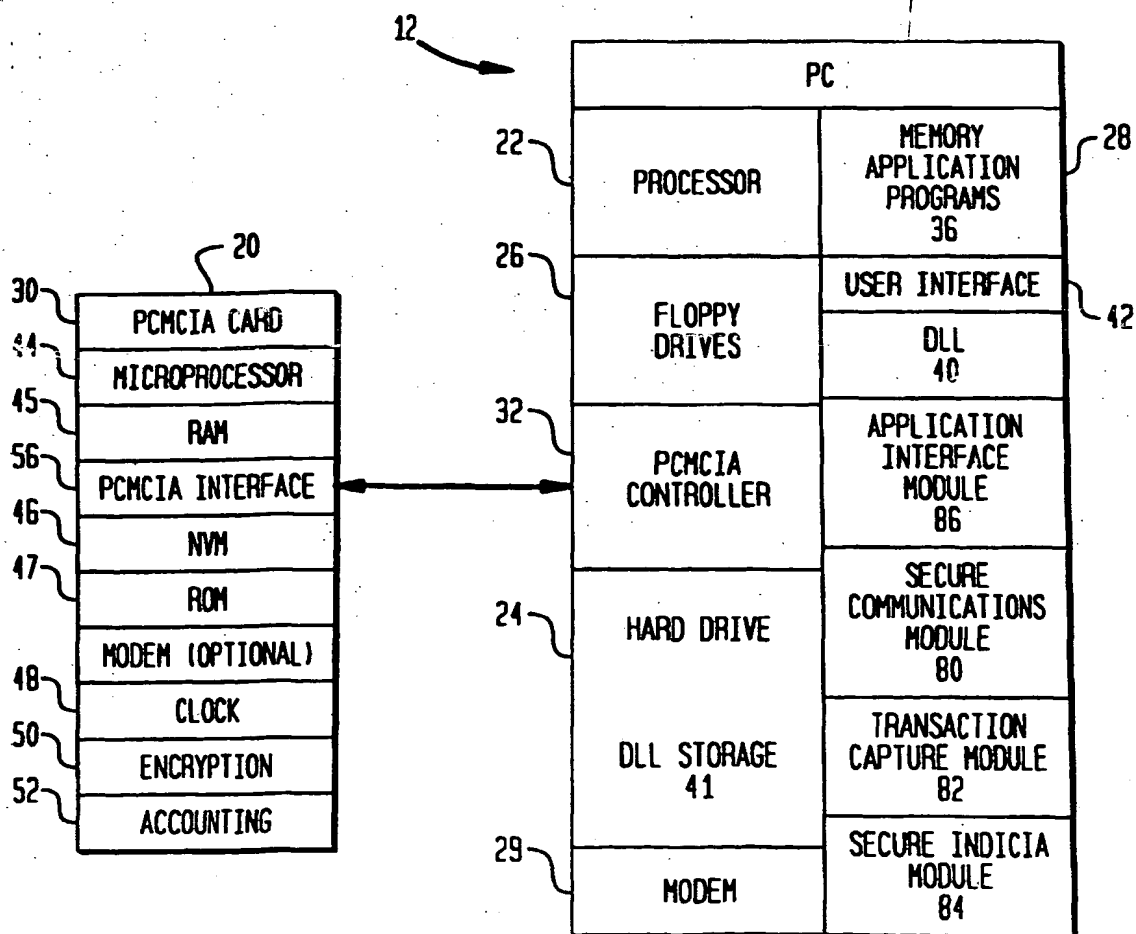 12
PC
22
PROCESSOR
MEMORY
APPLICATION
PROGRAMS
36
28
26
FLOPPY
DRIVES
USER INTERFACE
42
DLL
40
32
PCMCIA
CONTROLLER
APPLICATION
INTERFACE
MODULE
86
24
HARD DRIVE
DLL STORAGE
41
SECURE
COMMUNICATIONS
MODULE
80
TRANSACTION
CAPTURE MODULE
82
29
MODEM
SECURE INDICIA
MODULE
84
20
30
PCMCIA CARD
44
MICROPROCESSOR
45
RAM
56
PCMCIA INTERFACE
46
NVM
47
ROM
MODEM (OPTIONAL)
48
CLOCK
50
ENCRYPTION
52
ACCOUNTING